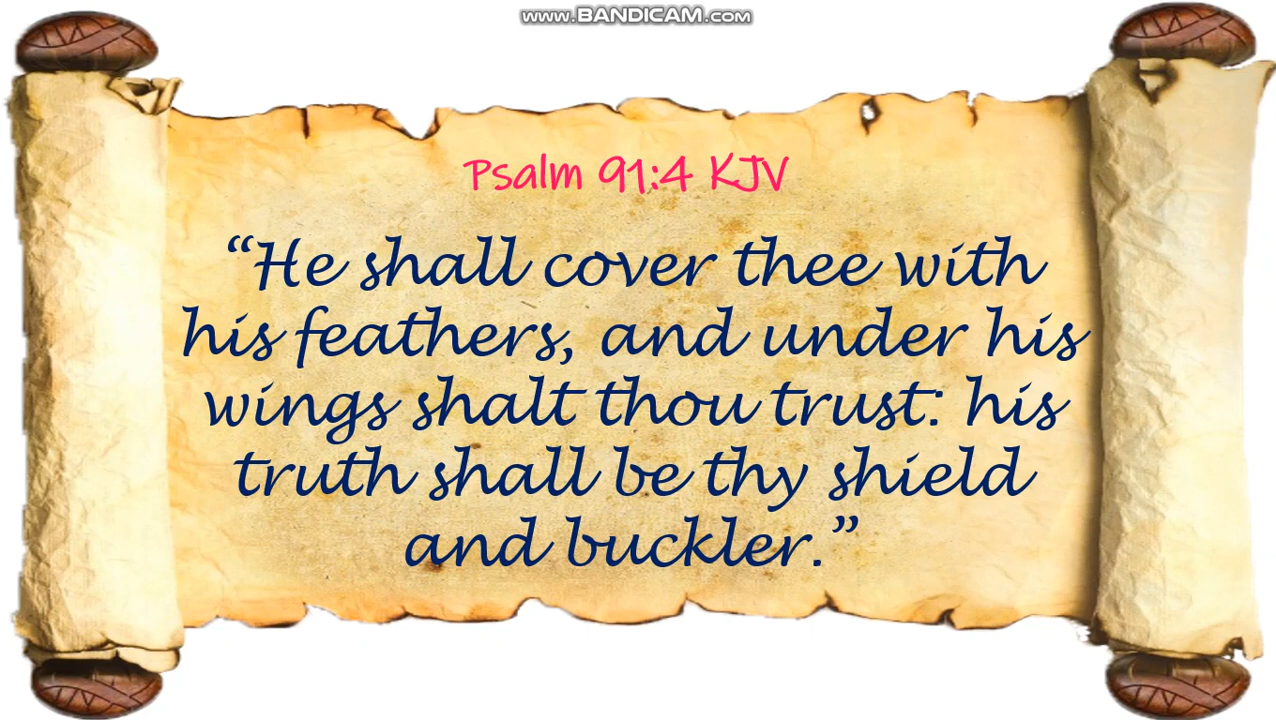 www.BANDICAM.com
Psalm 91:4 KJV
“He shall cover thee with
his feathers, and under his
wings shalt thou trust: his
truth shall be thy shield
and buckler.”